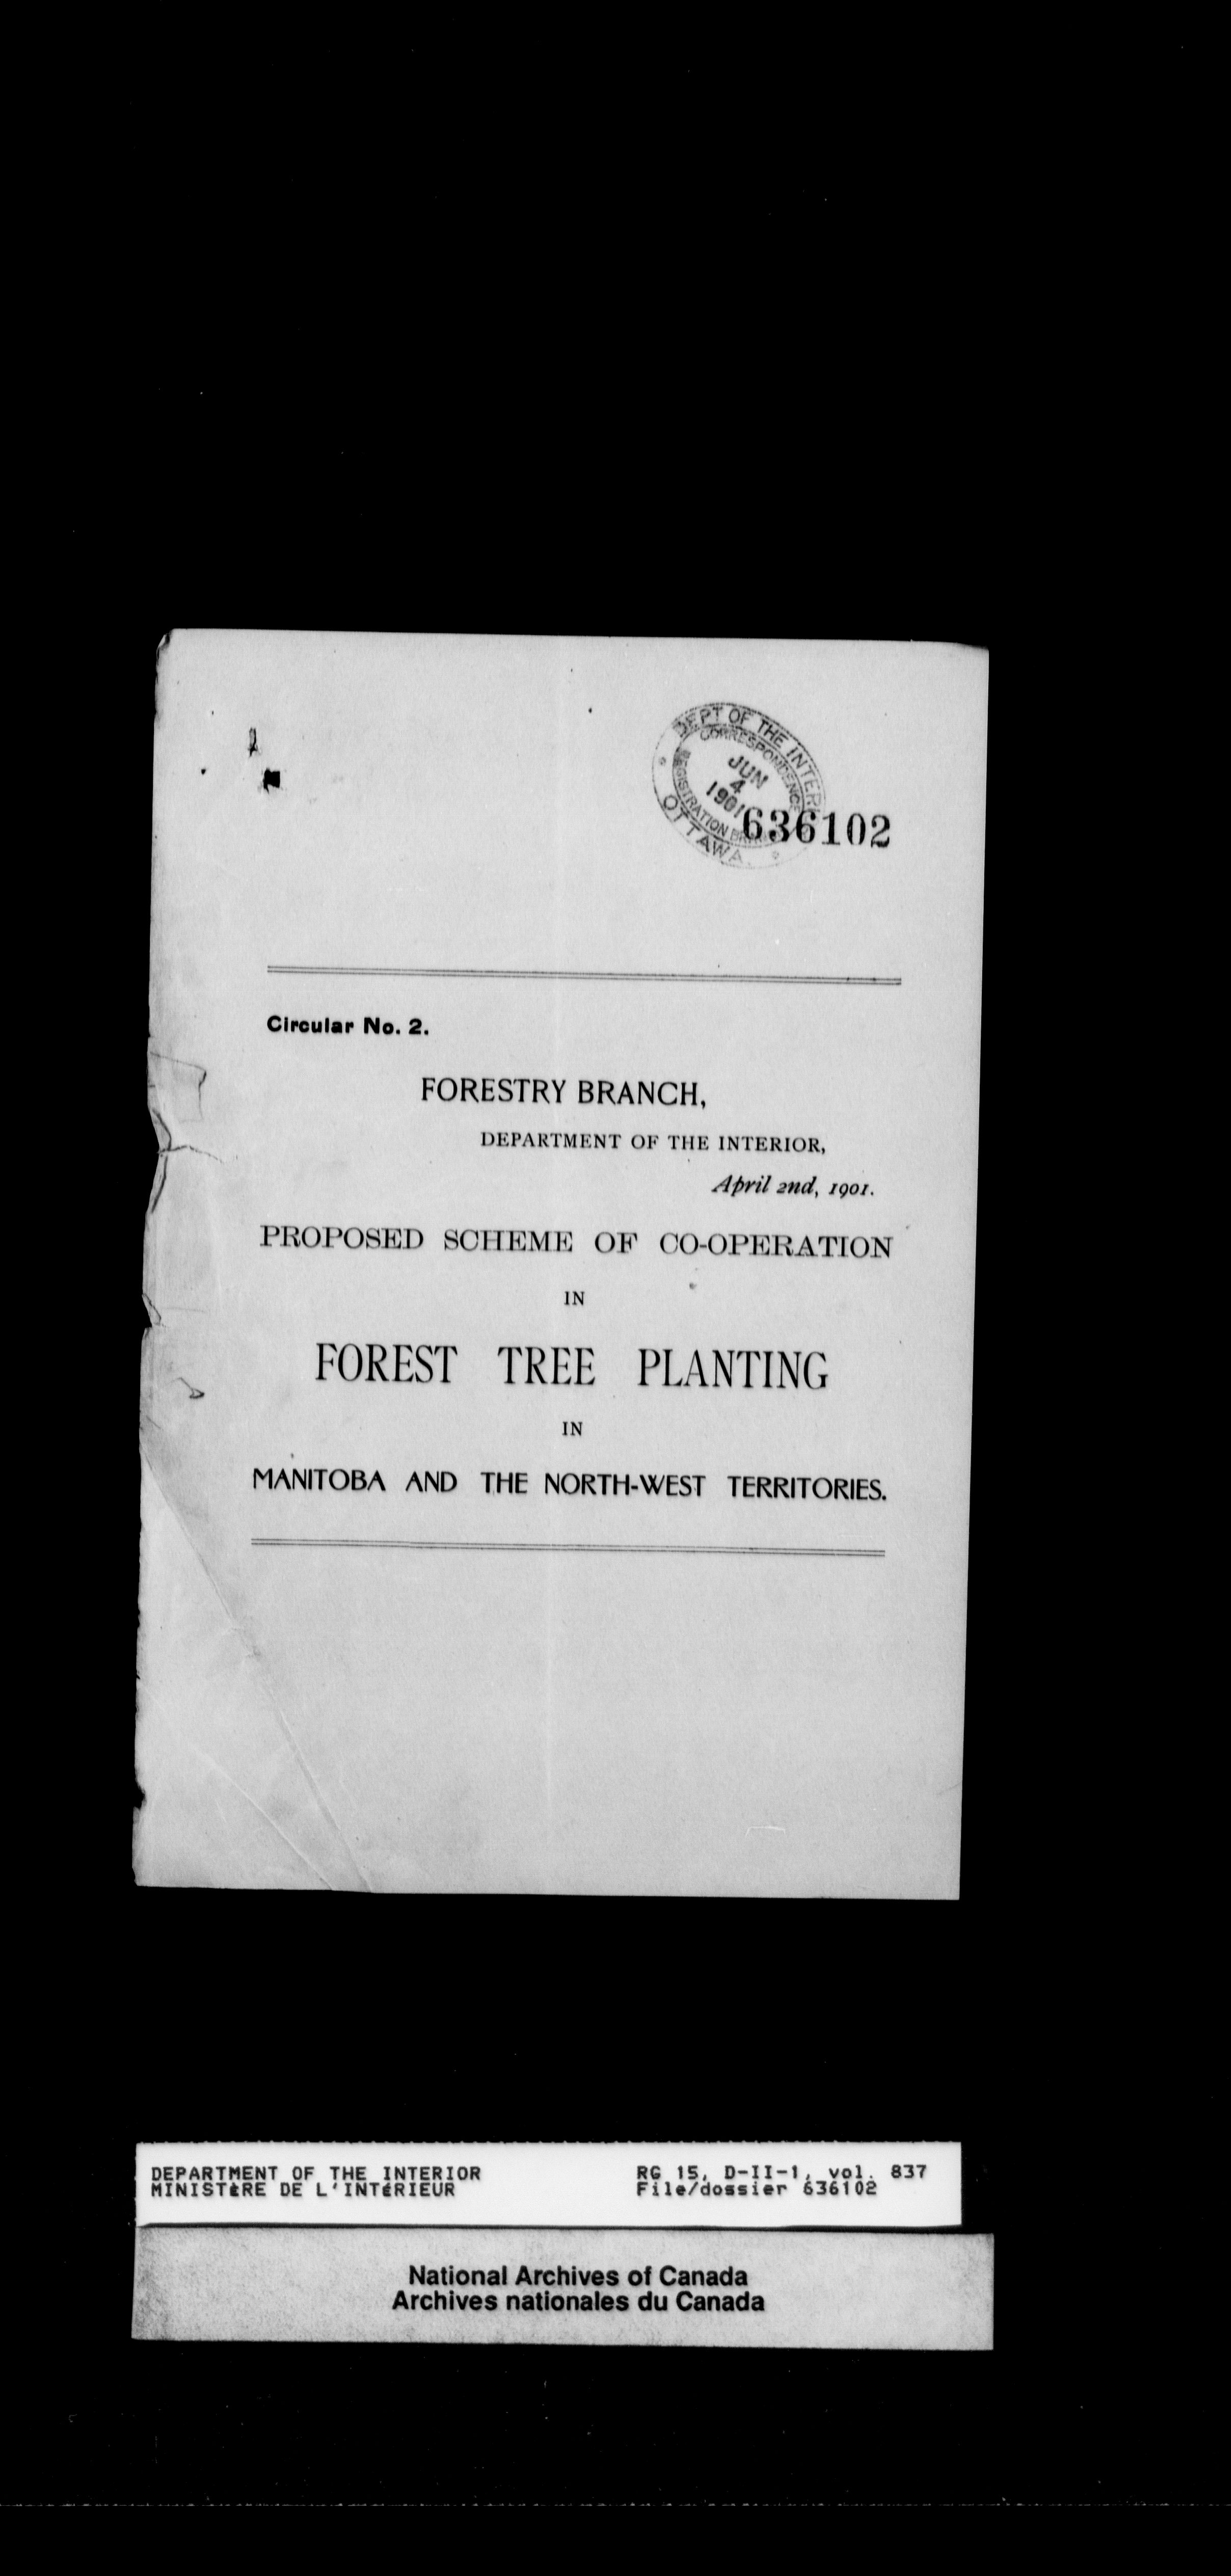 DEPT OF THE INTERI
CORRESPONDENCE
JUN
4
1901
REGISTRATION
OTTAWA.
636102
Circular No. 2.
FORESTRY BRANCH,
DEPARTMENT OF THE INTERIOR,
April 2nd, 1901.
PROPOSED SCHEME OF CO-OPERATION
IN
FOREST TREE PLANTING
IN
MANITOBA AND THE NORTH-WEST TERRITORIES.
DEPARTMENT OF THE INTERIOR RG 15, D-II-1, vol. 837
MINISTèRE DE L'INTéRIEUR File/dossier 636102
National Archives of Canada
Archives nationales du Canada